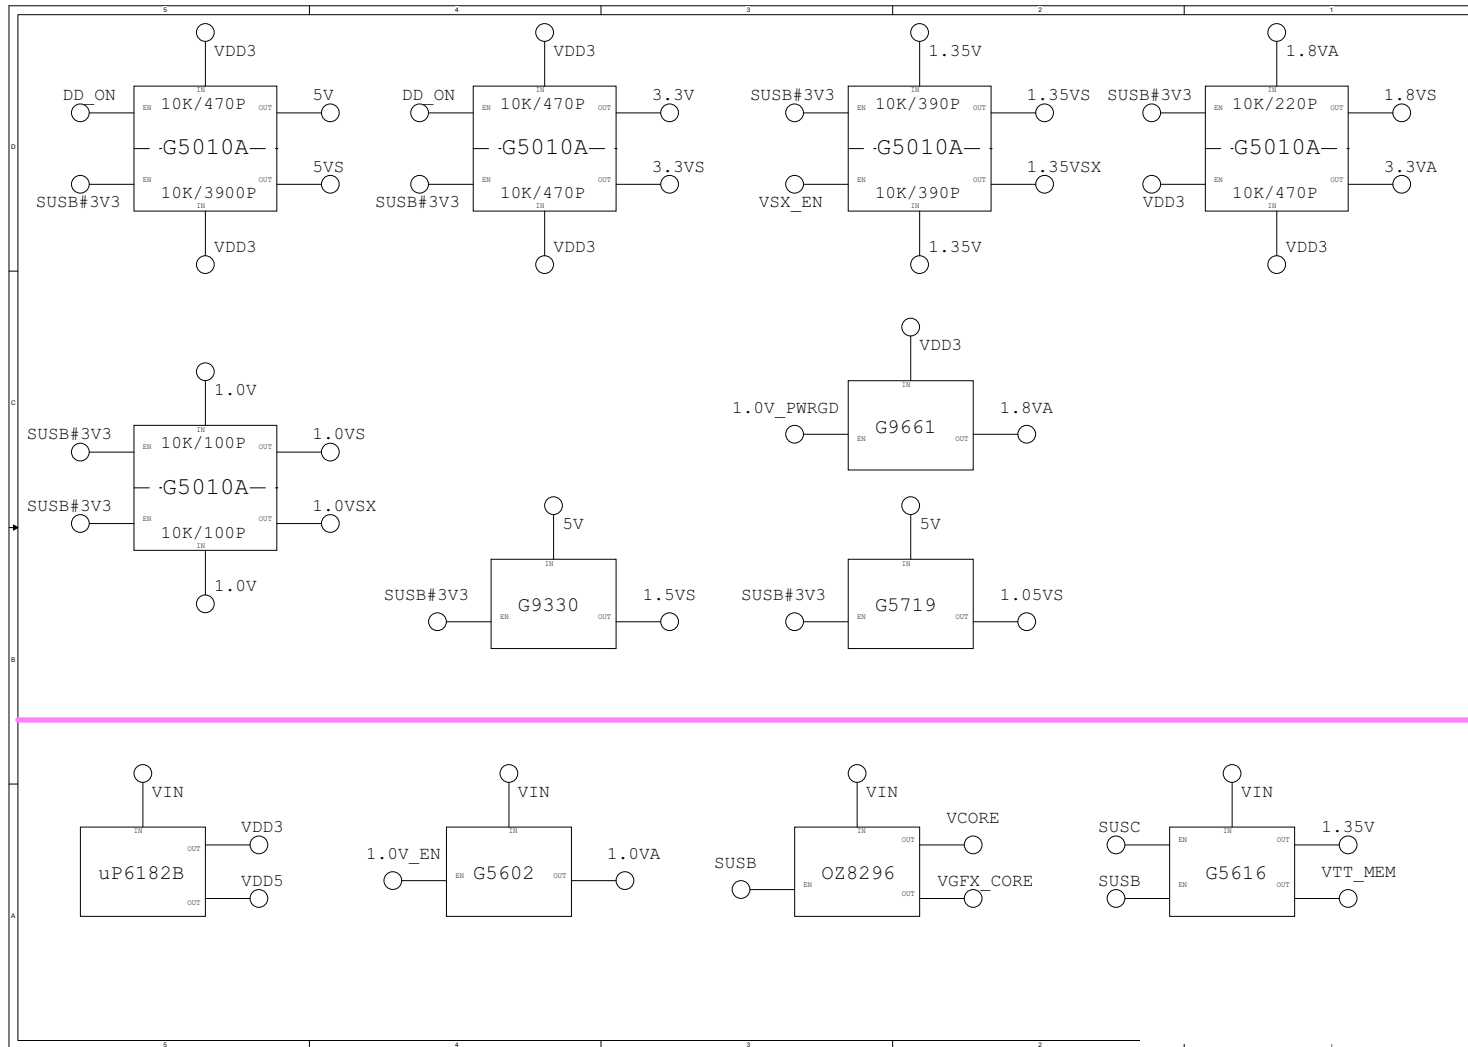 5 4 3 2 1
VDD3
DD_ON
IN
EN 10K/470P OUT
5V
D
- -G5010A- -
5VS
EN OUT
SUSB#3V3
10K/3900P
IN
VDD3
VDD3
DD_ON
IN
EN 10K/470P OUT
3.3V
- -G5010A- -
3.3VS
EN OUT
SUSB#3V3
10K/470P
IN
VDD3
1.35V
SUSB#3V3
IN
EN 10K/390P OUT
1.35VS
- -G5010A- -
1.35VSX
EN OUT
VSX_EN
10K/390P
IN
1.35V
1.8VA
SUSB#3V3
IN
EN 10K/220P OUT
1.8VS
- -G5010A- -
3.3VA
EN OUT
VDD3
10K/470P
IN
VDD3
C
1.0V
SUSB#3V3
IN
EN 10K/100P OUT
1.0VS
- -G5010A- -
SUSB#3V3
1.0VSX
EN OUT
10K/100P
IN
1.0V
VDD3
IN
1.0V_PWRGD
G9661
1.8VA
EN OUT
5V
IN
SUSB#3V3
G9330
1.5VS
EN OUT
5V
IN
SUSB#3V3
G5719
1.05VS
EN OUT
B
VIN
IN
VDD3
OUT
uP6182B
VDD5
OUT
VIN
IN
1.0V_EN
EN G5602 OUT
1.0VA
VIN
IN
VCORE
OUT
SUSB
OZ8296
EN
VGFX_CORE
OUT
VIN
IN
SUSC
EN OUT
1.35V
G5616
SUSB
EN OUT
VTT_MEM
A
5 4 3 2